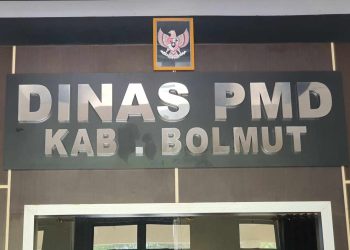 DINAS PMD
KAB . BOLMUT